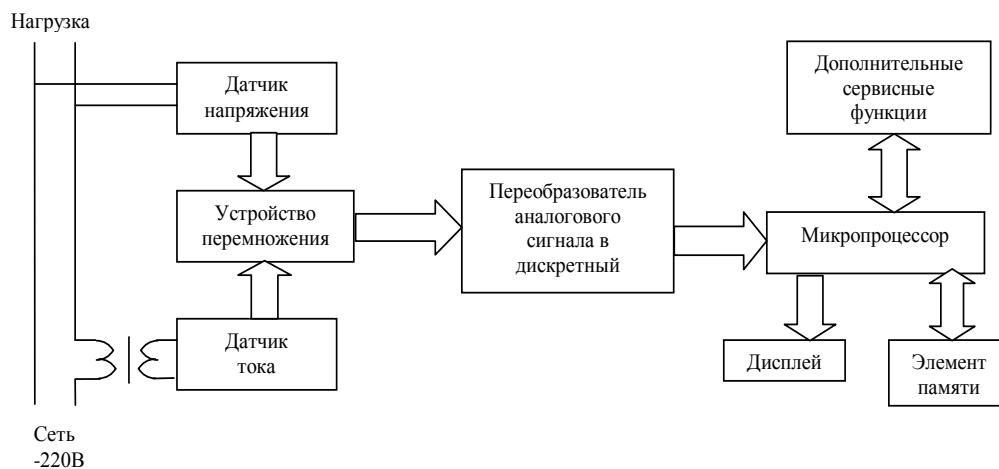 Нагрузка
Датчик
напряжения
Дополнительные
сервисные
функции
Устройство
перемножения
Переобразователь
аналогового
сигнала в
дискретный
Микропроцессор
Датчик
тока
Дисплей
Элемент
памяти
Сеть
-220В